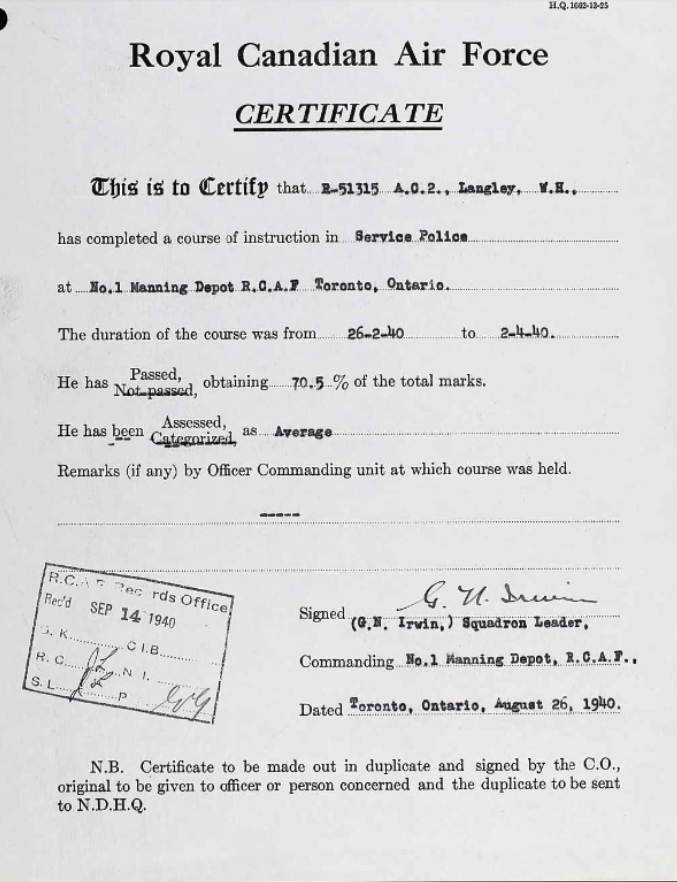 H.Q. 1662-13-25
Royal Canadian Air Force
CERTIFICATE
This is to Certify that R-51315 A.C.2., Langley, W.H.,
has completed a course of instruction in Service Police
at No.1 Manning Depot R.C.A.F Toronto, Ontario.
The duration of the course was from 26-2-40 to 2-4-40.
He has Passed, Not passed, obtaining 70.5 % of the total marks.
He has been Assessed, Categorized, as Average
Remarks (if any) by Officer Commanding unit at which course was held.
-----
R.C.A.F. Records Office
Rec'd SEP 14 1940
C I.B.
R. C. N I.
S. L. P
Signed G. N. Irwin
(G.N. Irwin,) Squadron Leader,
Commanding No.1 Manning Depot, R.C.A.F.,
Dated Toronto, Ontario, August 26, 1940.
N.B. Certificate to be made out in duplicate and signed by the C.O.,
original to be given to officer or person concerned and the duplicate to be sent
to N.D.H.Q.